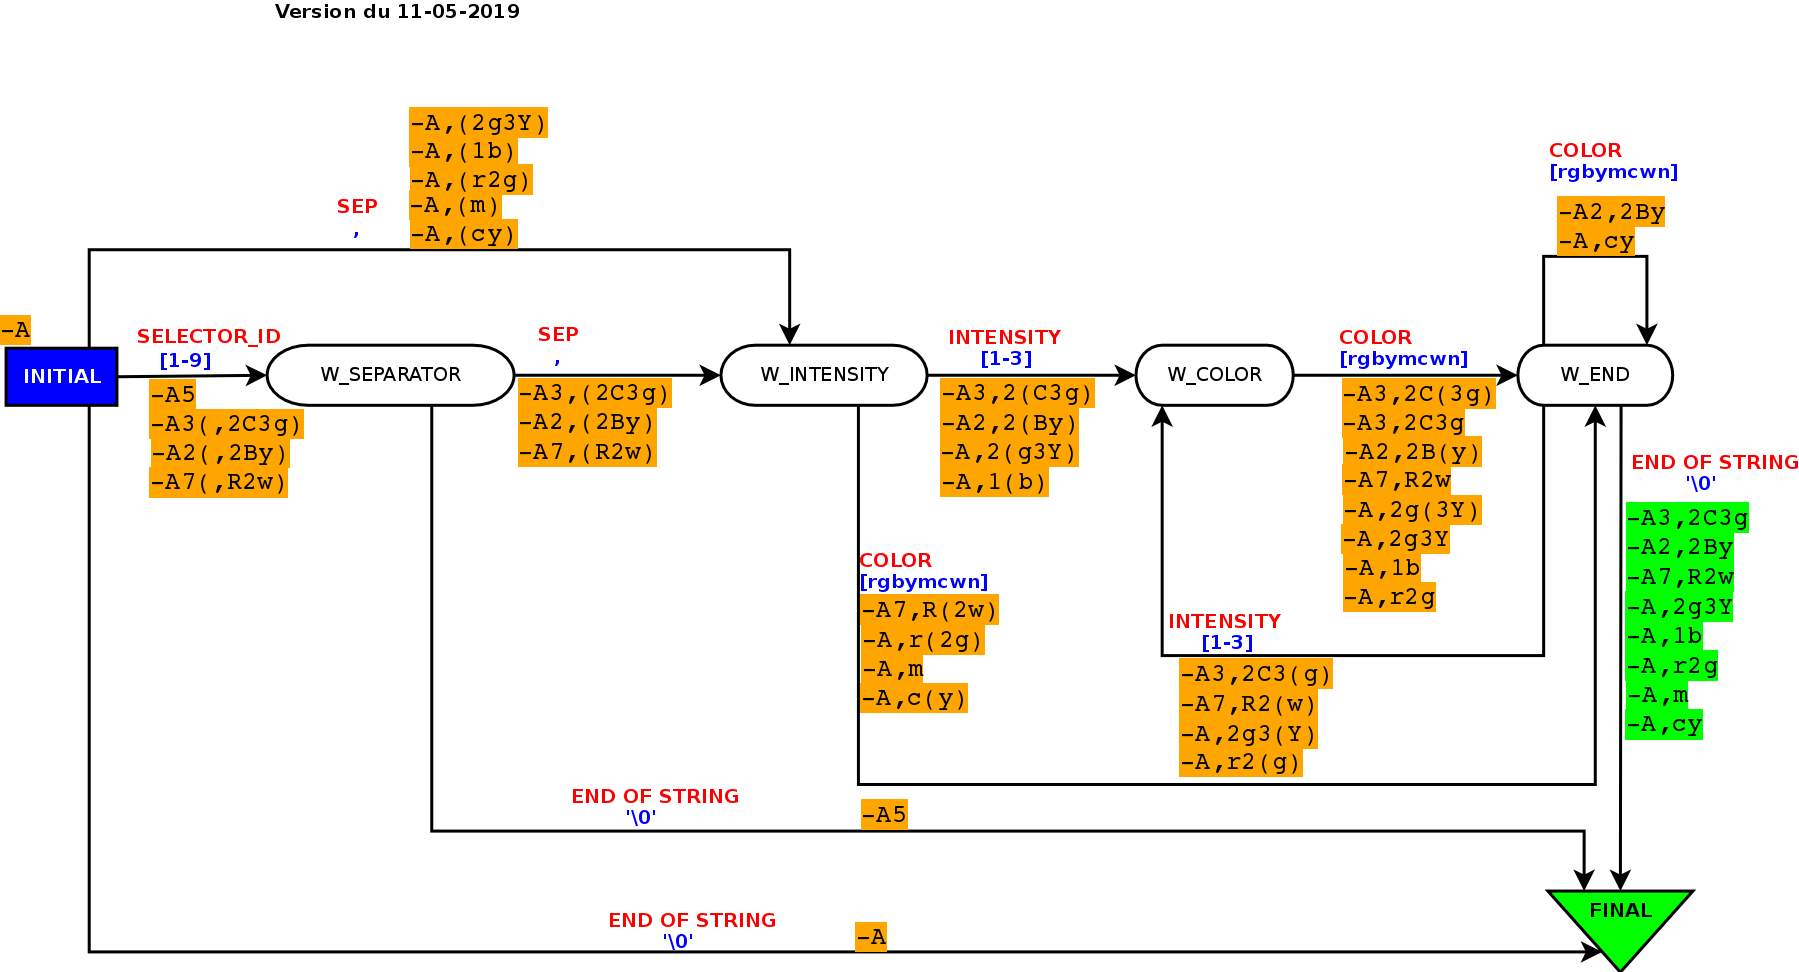 Version du 11-05-2019
-A,(2g3Y)
-A,(1b)
-A,(r2g)
-A,(m)
-A,(cy)
SEP
,
COLOR
[rgbymcwn]
-A2,2By
-A,cy
-A
INITIAL
SELECTOR_ID
[1-9]
-A5
-A3(,2C3g)
-A2(,2By)
-A7(,R2w)
W_SEPARATOR
SEP
,
-A3,(2C3g)
-A2,(2By)
-A7,(R2w)
W_INTENSITY
INTENSITY
[1-3]
-A3,2(C3g)
-A2,2(By)
-A,2(g3Y)
-A,1(b)
W_COLOR
COLOR
[rgbymcwn]
-A3,2C(3g)
-A3,2C3g
-A2,2B(y)
-A7,R2w
-A,2g(3Y)
-A,2g3Y
-A,1b
-A,r2g
W_END
END OF STRING
'\0'
-A3,2C3g
-A2,2By
-A7,R2w
-A,2g3Y
-A,1b
-A,r2g
-A,m
-A,cy
COLOR
[rgbymcwn]
-A7,R(2w)
-A,r(2g)
-A,m
-A,c(y)
INTENSITY
[1-3]
-A3,2C3(g)
-A7,R2(w)
-A,2g3(Y)
-A,r2(g)
END OF STRING
'\0'
-A5
END OF STRING
'\0'
-A
FINAL